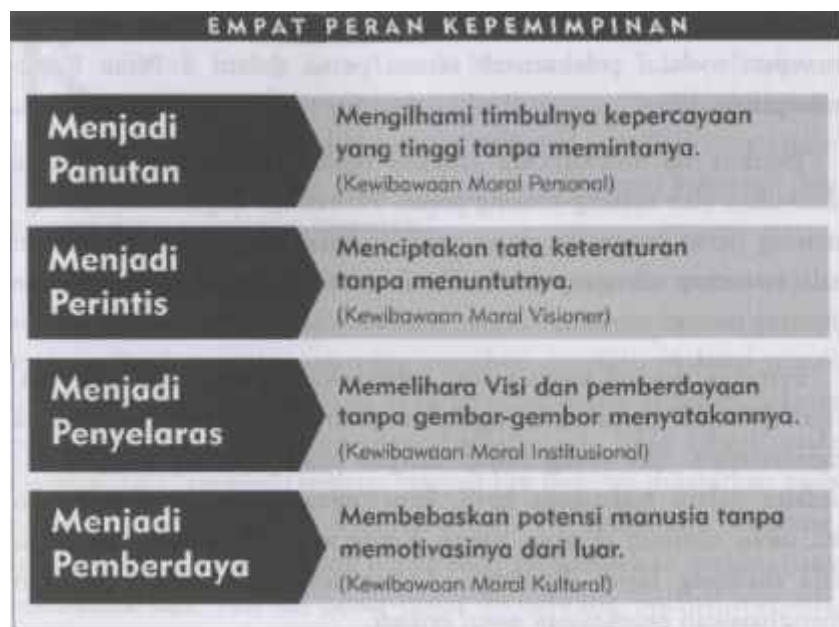 EMPAT PERAN KEPEMIMPINAN
Menjadi
Panutan
Mengilhami timbulnya kepercayaan
yang tinggi tanpa memintanya.
(Kewibawaan Moral Personal)
Menjadi
Perintis
Menciptakan tata keteraturan
tanpa menuntutnya.
(Kewibawaan Moral Visioner)
Menjadi
Penyelaras
Memelihara Visi dan pemberdayaan
tanpa gembar-gembor menyatakannya.
(Kewibawaan Moral Institusional)
Menjadi
Pemberdaya
Membebaskan potensi manusia tanpa
memotivasinya dari luar.
(Kewibawaan Moral Kultural)